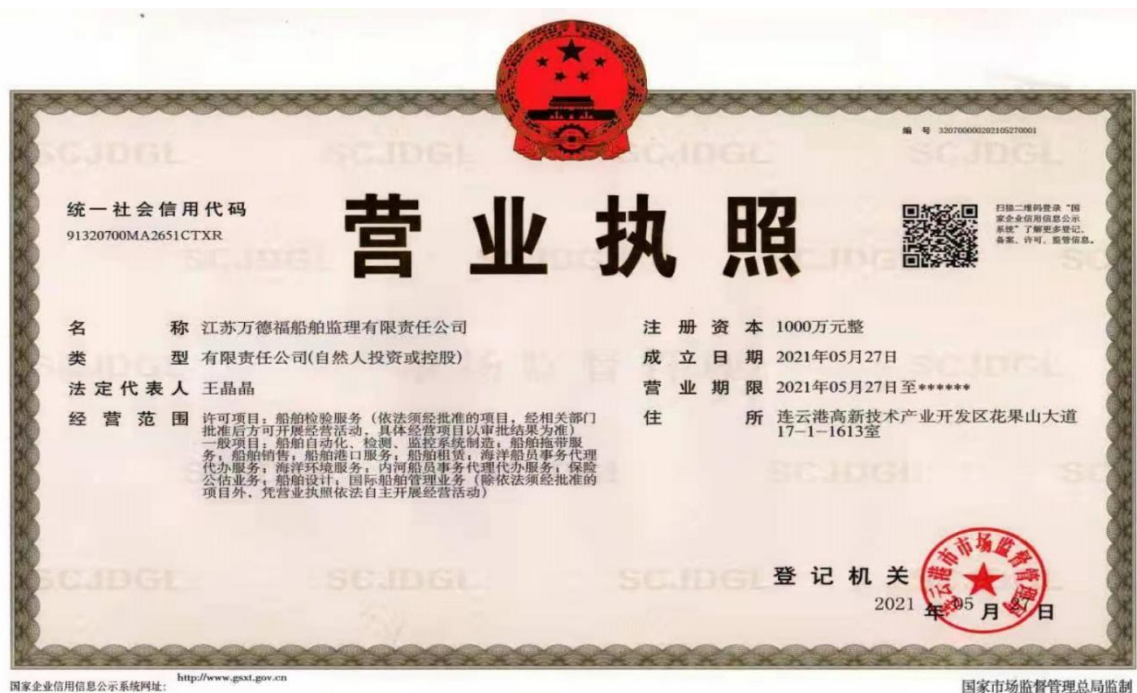 编 号 320700000202105270001
统一社会信用代码
91320700MA2651CTXR
营业执照
扫描二维码登录“国
家企业信用信息公示
系统”了解更多登记、
备案、许可、监管信息。
名 称 江苏万德福船舶监理有限责任公司
类 型 有限责任公司(自然人投资或控股)
法定代表人 王晶晶
经营范围 许可项目：船舶检验服务（依法须经批准的项目，经相关部门
批准后方可开展经营活动，具体经营项目以审批结果为准）
一般项目：船舶自动化、检测、监控系统制造；船舶拖带服
务；船舶销售；船舶港口服务；船舶租赁；海洋船员事务代理
代办服务；海洋环境服务；内河船员事务代理代办服务；保险
公估业务；船舶设计；国际船舶管理业务（除依法须经批准的
项目外，凭营业执照依法自主开展经营活动）
注册资本 1000万元整
成立日期 2021年05月27日
营业期限 2021年05月27日至******
住 所 连云港高新技术产业开发区花果山大道
17-1-1613室
登记机关
连云港市市场监督管理局
2021 年 05 月 27 日
SCJDGL
国家企业信用信息公示系统网址： http://www.gsxt.gov.cn
国家市场监督管理总局监制